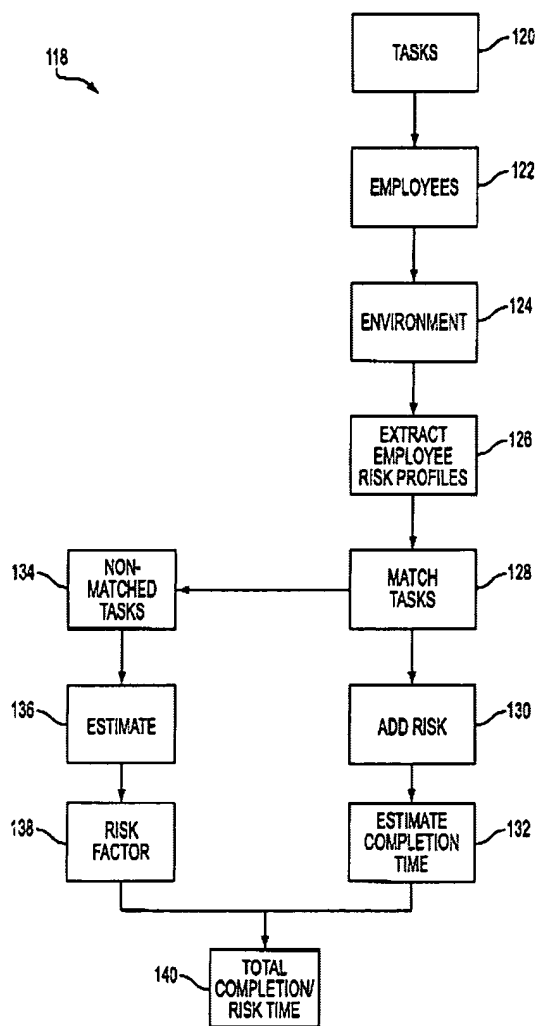 118
TASKS
120
EMPLOYEES
122
ENVIRONMENT
124
EXTRACT
EMPLOYEE
RISK PROFILES
126
134
NON-
MATCHED
TASKS
MATCH
TASKS
128
136
ESTIMATE
ADD RISK
130
138
RISK
FACTOR
ESTIMATE
COMPLETION
TIME
132
140
TOTAL
COMPLETION/
RISK TIME